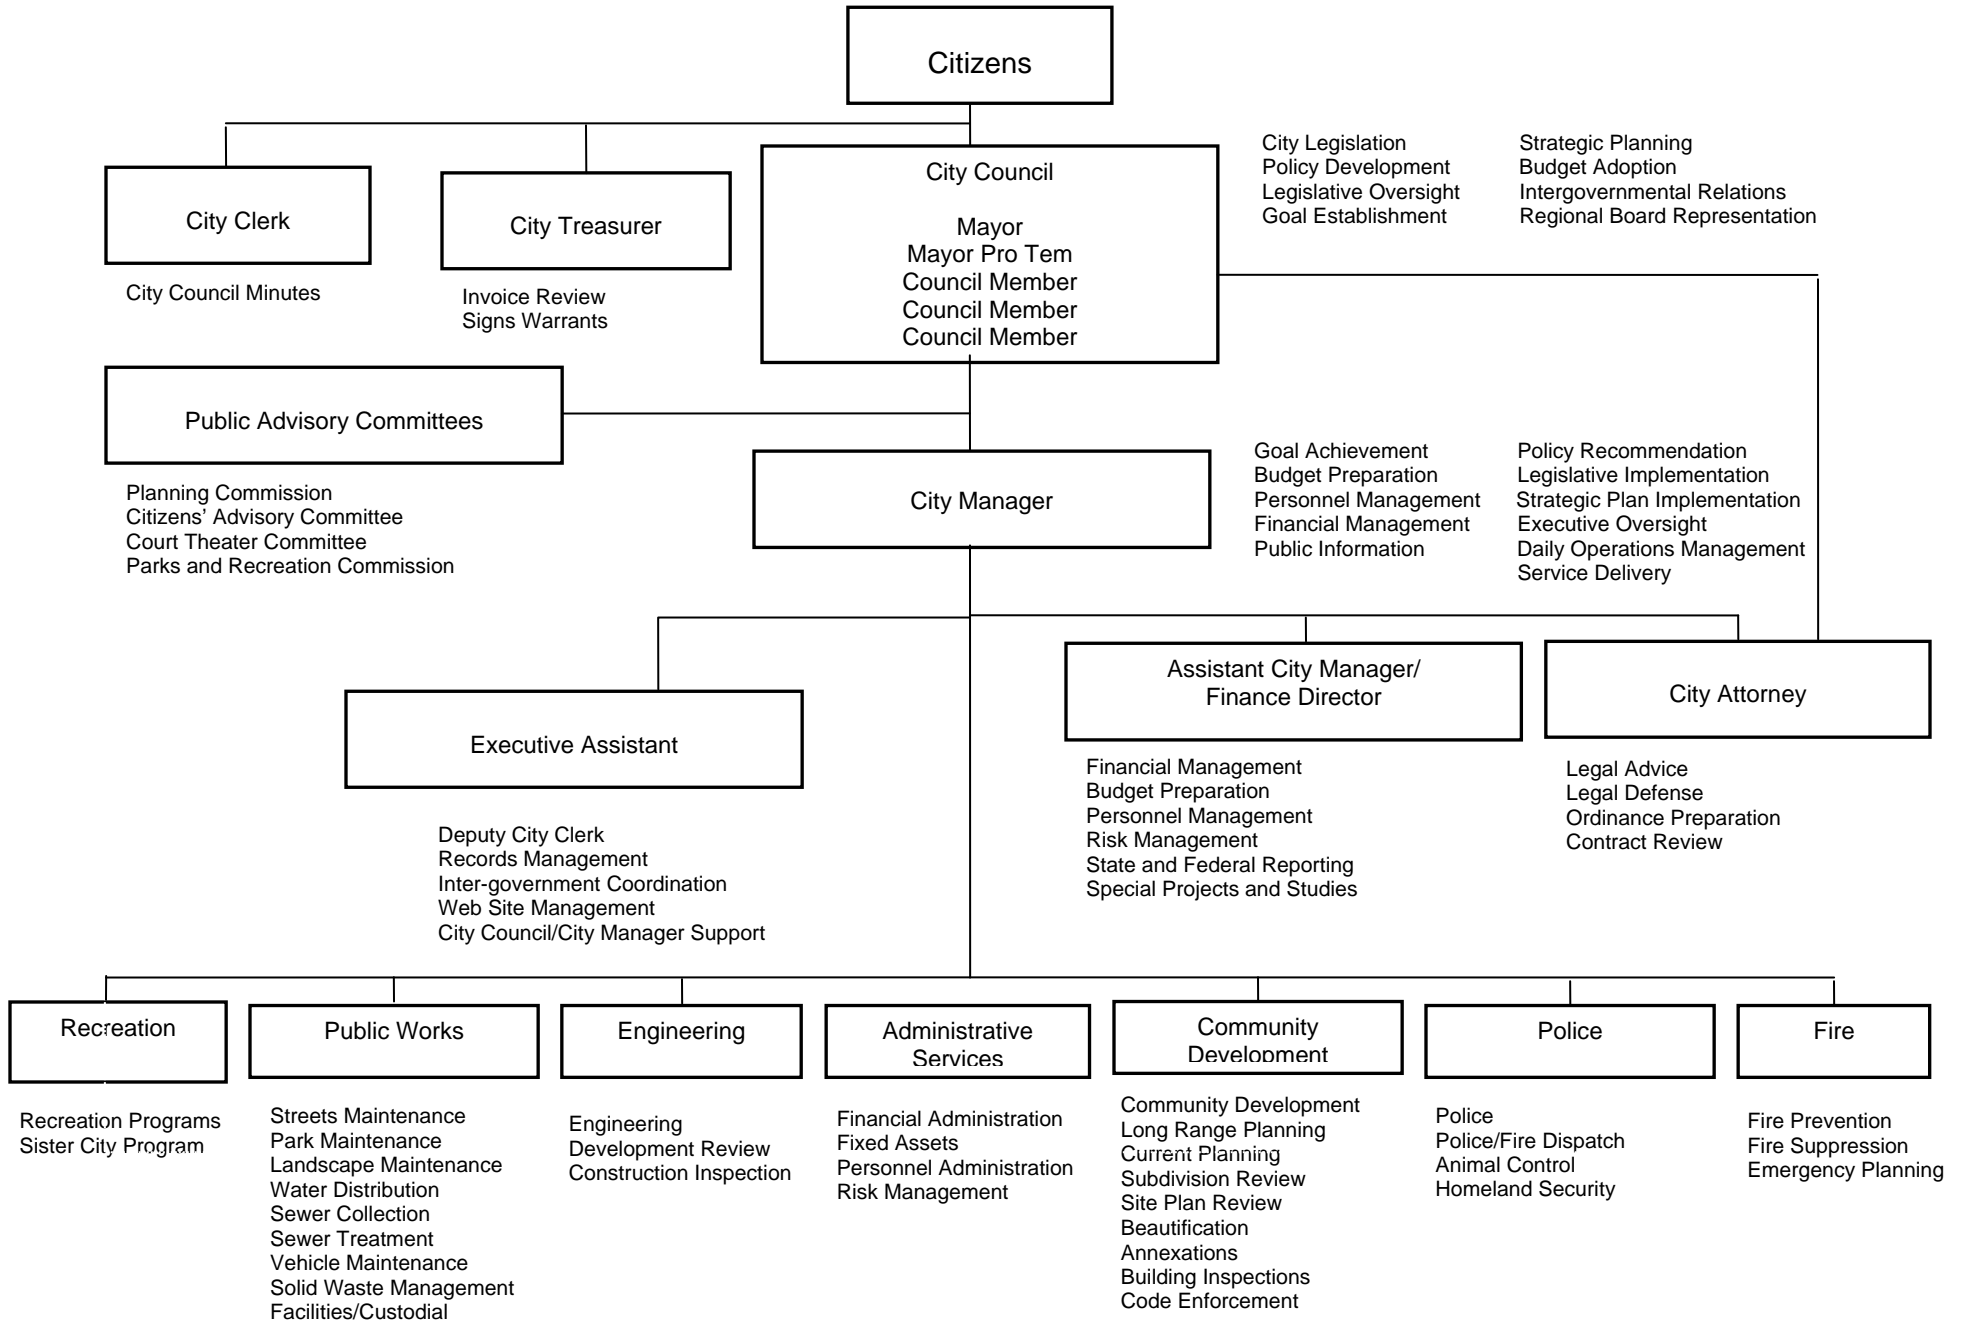 Citizens
City Clerk
City Council Minutes
City Treasurer
Invoice Review
Signs Warrants
City Council
Mayor
Mayor Pro Tem
Council Member
Council Member
Council Member
City Legislation
Policy Development
Legislative Oversight
Goal Establishment
Strategic Planning
Budget Adoption
Intergovernmental Relations
Regional Board Representation
Public Advisory Committees
Planning Commission
Citizens’ Advisory Committee
Court Theater Committee
Parks and Recreation Commission
City Manager
Goal Achievement
Budget Preparation
Personnel Management
Financial Management
Public Information
Policy Recommendation
Legislative Implementation
Strategic Plan Implementation
Executive Oversight
Daily Operations Management
Service Delivery
Executive Assistant
Deputy City Clerk
Records Management
Inter-government Coordination
Web Site Management
City Council/City Manager Support
Assistant City Manager/
Finance Director
Financial Management
Budget Preparation
Personnel Management
Risk Management
State and Federal Reporting
Special Projects and Studies
City Attorney
Legal Advice
Legal Defense
Ordinance Preparation
Contract Review
Recreation
Recreation Programs
Sister City Program
Public Works
Streets Maintenance
Park Maintenance
Landscape Maintenance
Water Distribution
Sewer Collection
Sewer Treatment
Vehicle Maintenance
Solid Waste Management
Facilities/Custodial
Engineering
Engineering
Development Review
Construction Inspection
Administrative
Services
Financial Administration
Fixed Assets
Personnel Administration
Risk Management
Community
Development
Community Development
Long Range Planning
Current Planning
Subdivision Review
Site Plan Review
Beautification
Annexations
Building Inspections
Code Enforcement
Police
Police
Police/Fire Dispatch
Animal Control
Homeland Security
Fire
Fire Prevention
Fire Suppression
Emergency Planning